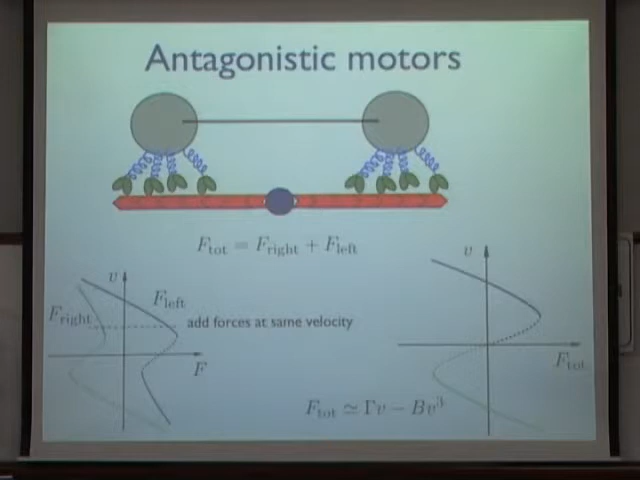 Antagonistic motors
F_tot = F_right + F_left
v
F_left
F_right
add forces at same velocity
F
v
F_tot
F_tot ≃ Γv − Bv³